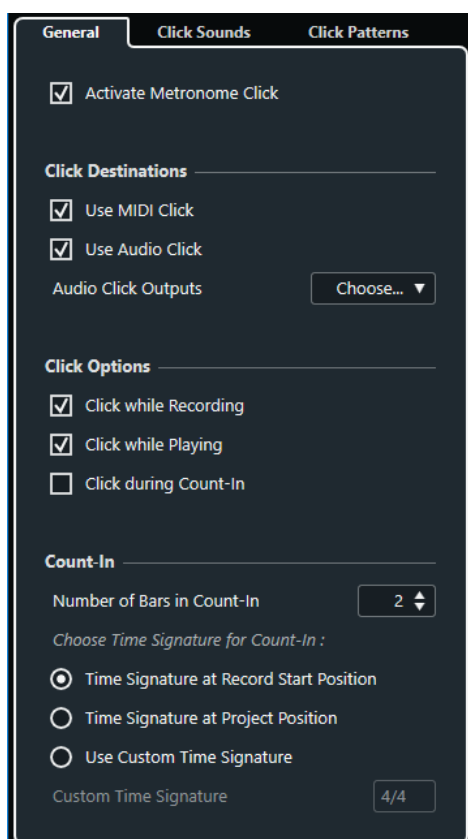 General Click Sounds Click Patterns
Activate Metronome Click
Click Destinations
Use MIDI Click
Use Audio Click
Audio Click Outputs Choose...
Click Options
Click while Recording
Click while Playing
Click during Count-In
Count-In
Number of Bars in Count-In 2
Choose Time Signature for Count-In :
Time Signature at Record Start Position
Time Signature at Project Position
Use Custom Time Signature
Custom Time Signature 4/4